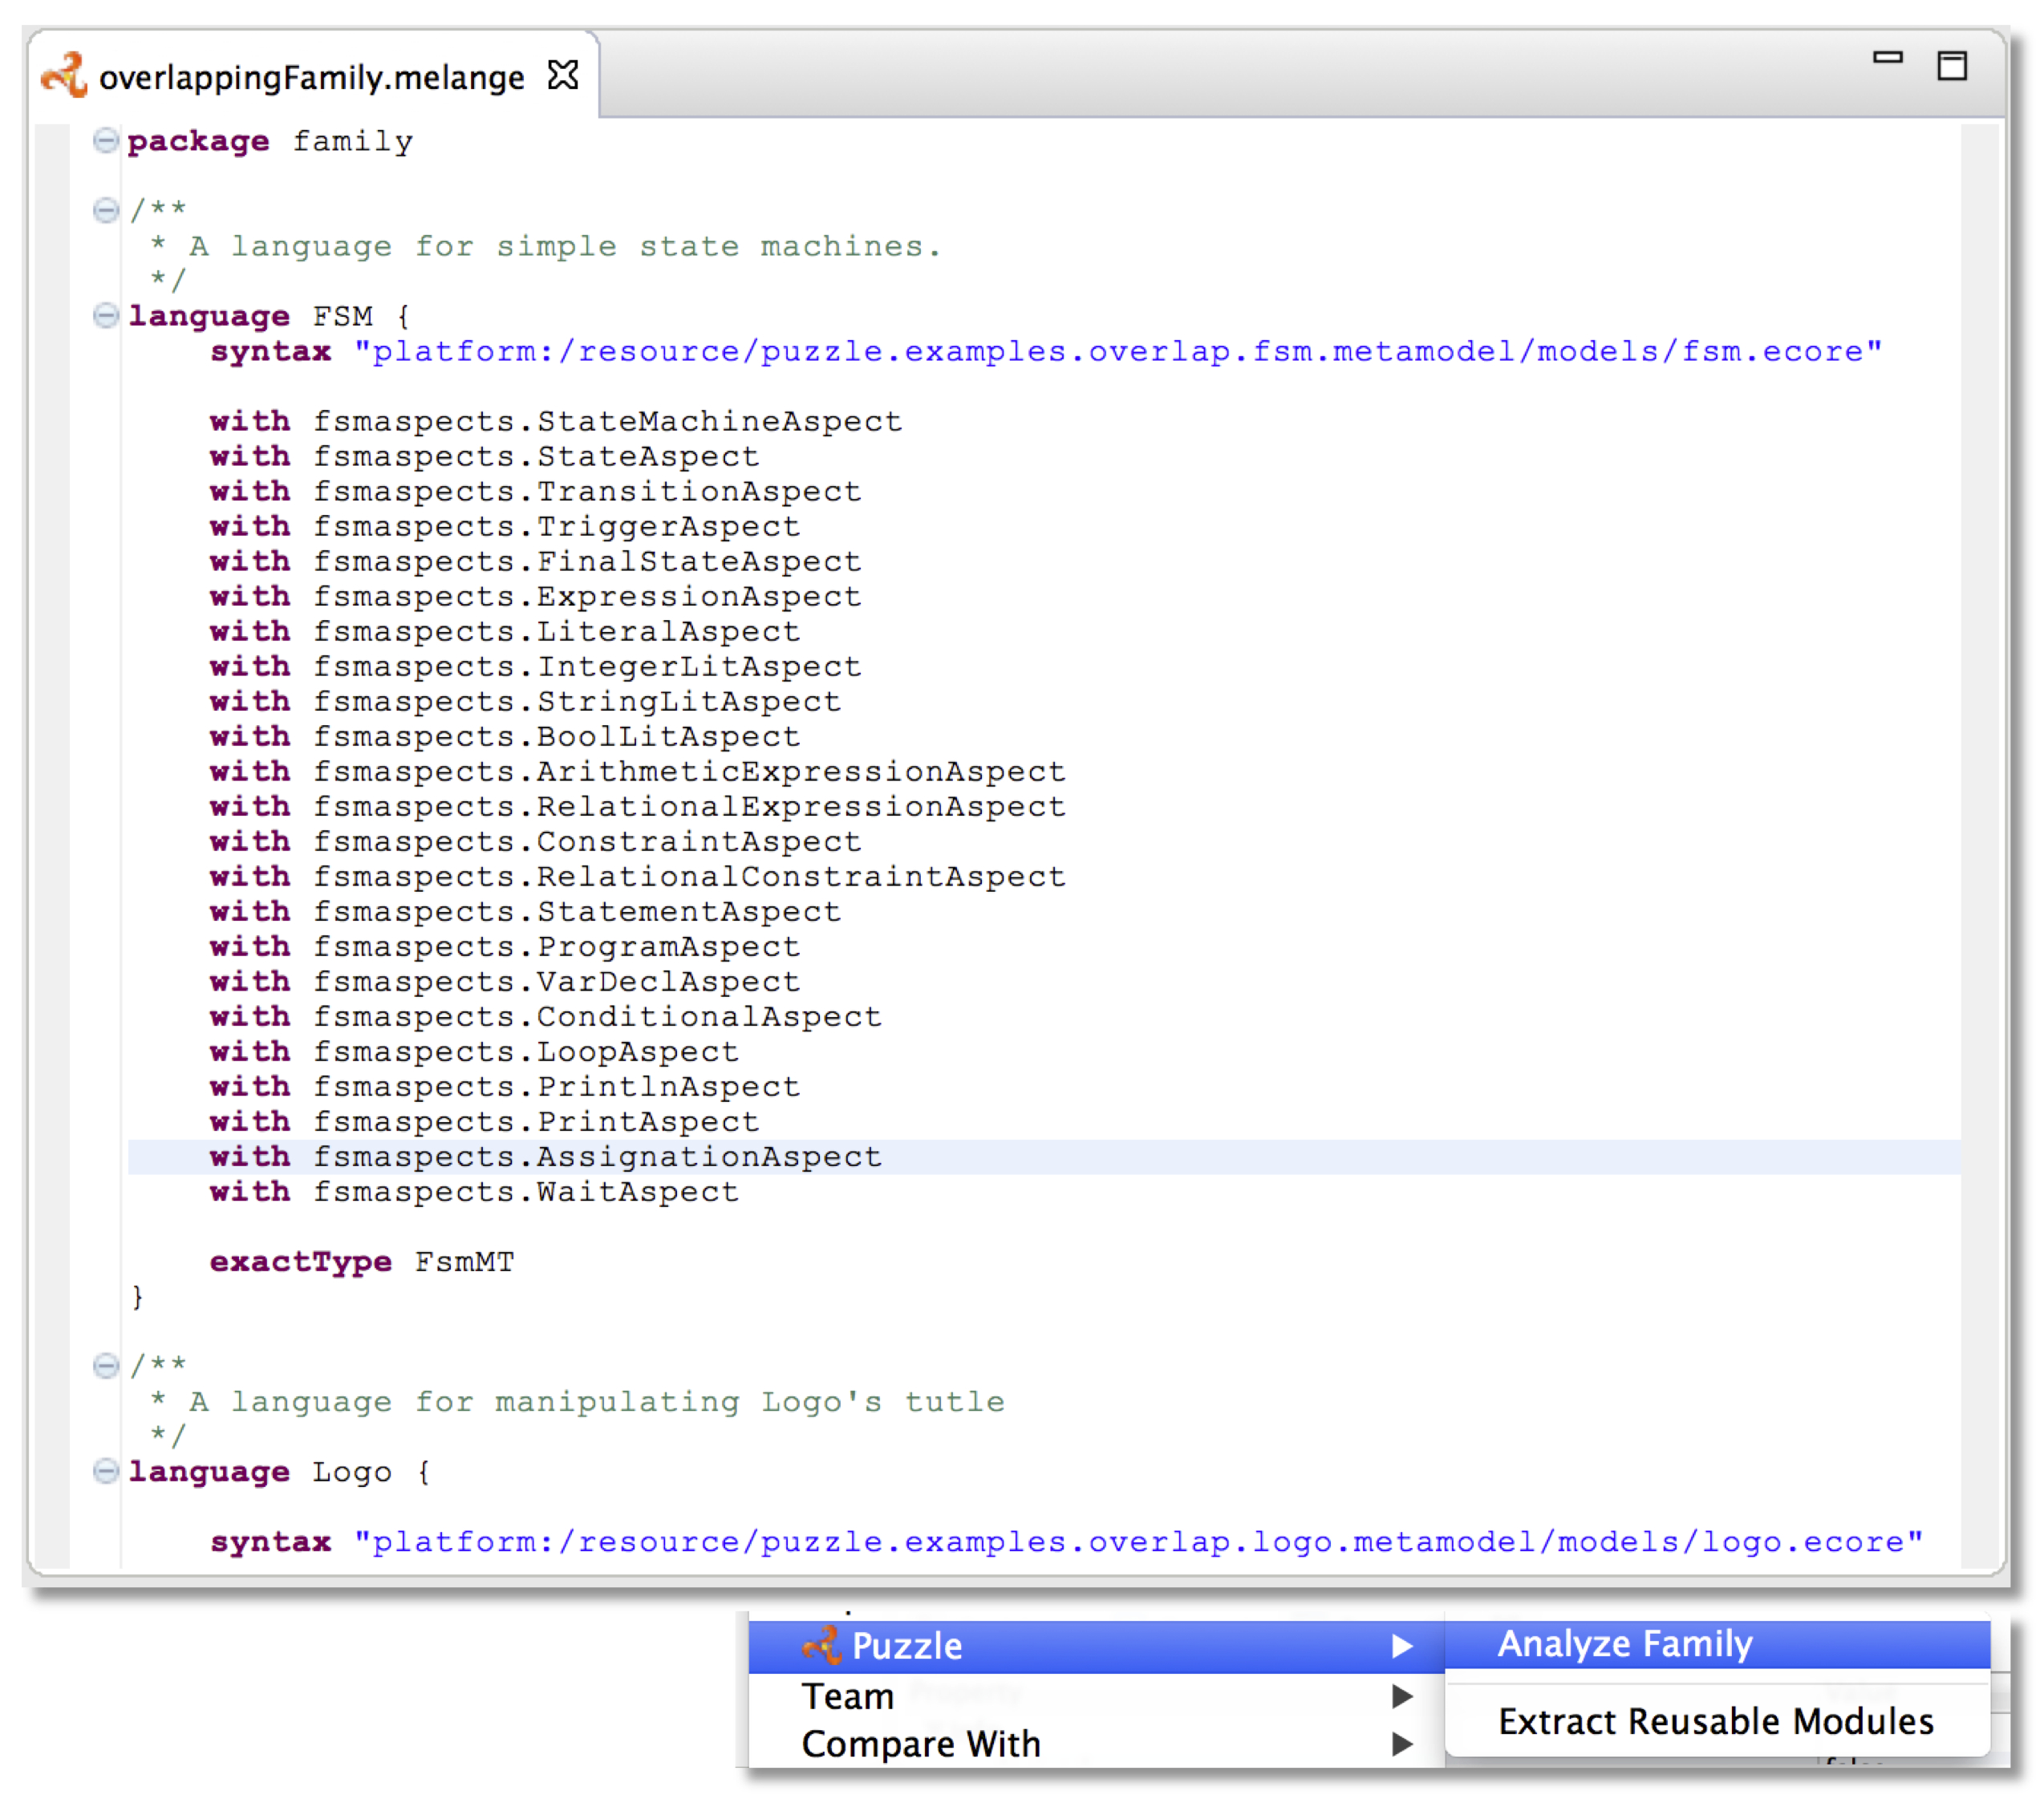 overlappingFamily.melange
package family
/**
* A language for simple state machines.
*/
language FSM {
syntax "platform:/resource/puzzle.examples.overlap.fsm.metamodel/models/fsm.ecore"
with fsmaspects.StateMachineAspect
with fsmaspects.StateAspect
with fsmaspects.TransitionAspect
with fsmaspects.TriggerAspect
with fsmaspects.FinalStateAspect
with fsmaspects.ExpressionAspect
with fsmaspects.LiteralAspect
with fsmaspects.IntegerLitAspect
with fsmaspects.StringLitAspect
with fsmaspects.BoolLitAspect
with fsmaspects.ArithmeticExpressionAspect
with fsmaspects.RelationalExpressionAspect
with fsmaspects.ConstraintAspect
with fsmaspects.RelationalConstraintAspect
with fsmaspects.StatementAspect
with fsmaspects.ProgramAspect
with fsmaspects.VarDeclAspect
with fsmaspects.ConditionalAspect
with fsmaspects.LoopAspect
with fsmaspects.PrintlnAspect
with fsmaspects.PrintAspect
with fsmaspects.AssignationAspect
with fsmaspects.WaitAspect
exactType FsmMT
}
/**
* A language for manipulating Logo's tutle
*/
language Logo {
syntax "platform:/resource/puzzle.examples.overlap.logo.metamodel/models/logo.ecore"
Puzzle
Analyze Family
Team
Extract Reusable Modules
Compare With